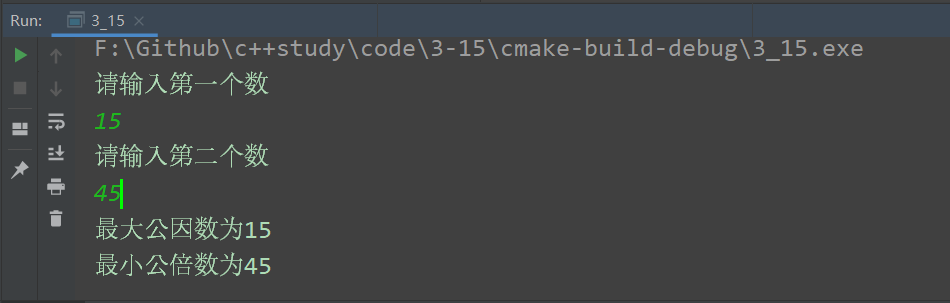 Run: 3_15
F:\Github\c++study\code\3-15\cmake-build-debug\3_15.exe
请输入第一个数
15
请输入第二个数
45
最大公因数为15
最小公倍数为45